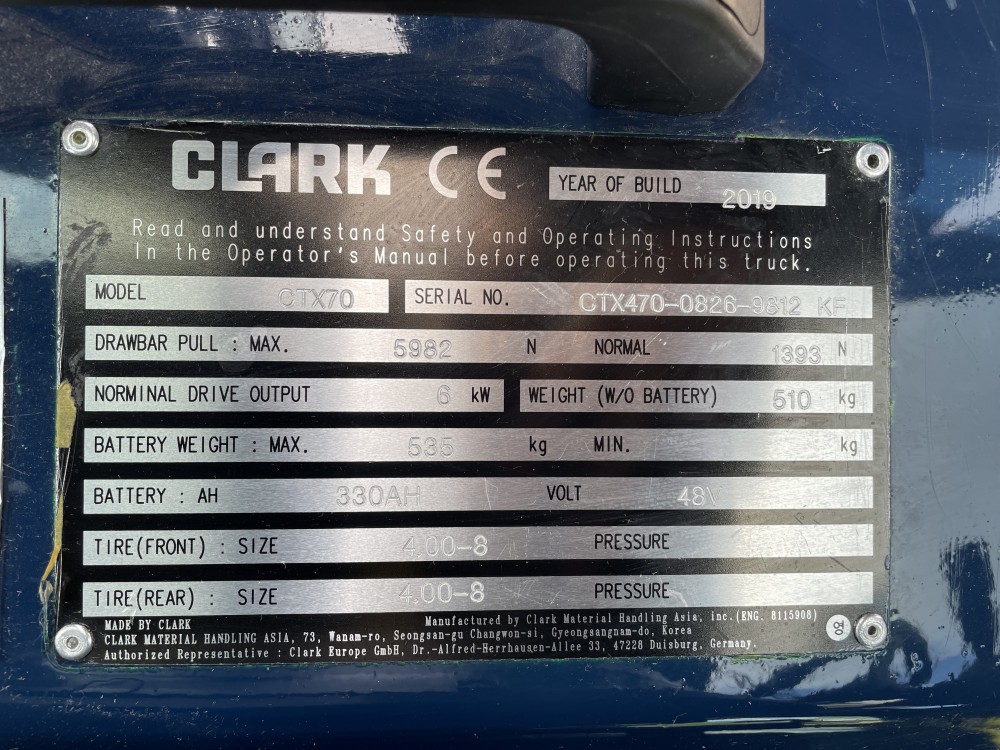 CLARK CE YEAR OF BUILD 2019
Read and understand Safety and Operating Instructions
In the Operator's Manual before operating this truck.
MODEL CTX70 SERIAL NO. CTX470-0826-9812 KF
DRAWBAR PULL : MAX. 5982 N NORMAL 1393 N
NORMINAL DRIVE OUTPUT 6 kW WEIGHT (W/O BATTERY) 510 kg
BATTERY WEIGHT : MAX. 535 kg MIN. kg
BATTERY : AH 330AH VOLT 48V
TIRE(FRONT) : SIZE 4.00-8 PRESSURE
TIRE(REAR) : SIZE 4.00-8 PRESSURE
MADE BY CLARK Manufactured by Clark Material Handling Asia, inc.(ENG. 8115908)
CLARK MATERIAL HANDLING ASIA, 73, Wanam-ro, Seongsan-gu Changwon-si, Gyeongsangnam-do, Korea
Authorized Representative : Clark Europe GmbH, Dr.-Alfred-Herrhausen-Allee 33, 47228 Duisburg, Germany.
영